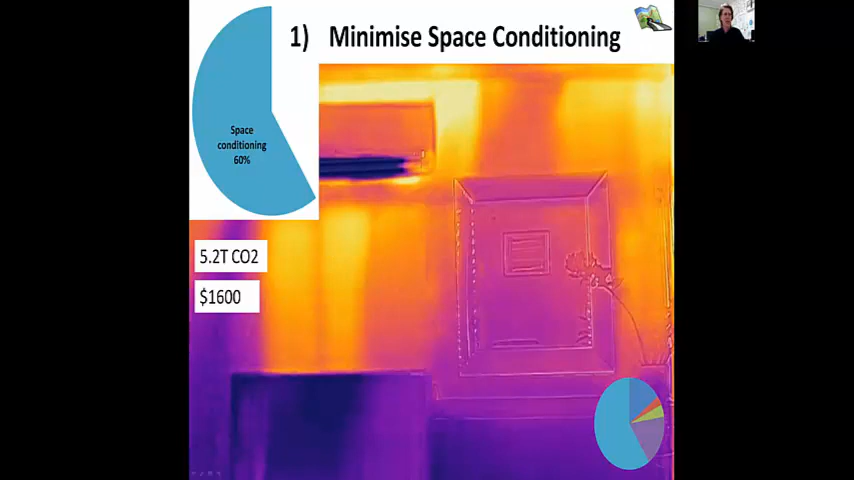 1) Minimise Space Conditioning
Space
conditioning
60%
5.2T CO2
$1600